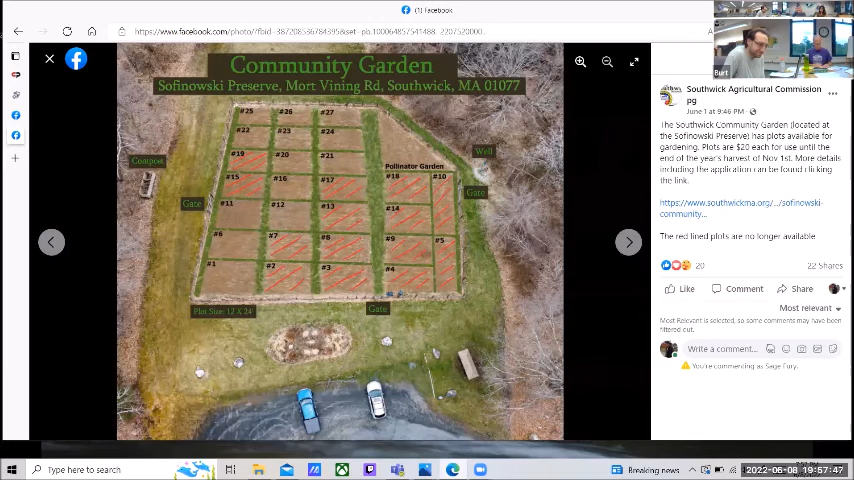 (1) Facebook
https://www.facebook.com/photo/?fbid=387208536784395&set=pb.100064857541488.-2207520000..
Burt
Community Garden
Sofinowski Preserve, Mort Vining Rd, Southwick, MA 01077
#25 #26 #27
#22 #23 #24
#19 #20 #21
Pollinator Garden
Well
Compost
#15 #16 #17 #18 #10
Gate
Gate
#11 #12 #13 #14
#6 #7 #8 #9 #5
#1 #2 #3 #4
Plot Size: 12 X 24'
Gate
Southwick Agricultural Commission
pg
June 1 at 9:46 PM
The Southwick Community Garden (located at
the Sofinowski Preserve) has plots available for
gardening. Plots are $20 each for use until the
end of the year's harvest of Nov 1st. More details
including the application can be found clicking
the link.
https://www.southwickma.org/.../sofinowski-
community...
The red lined plots are no longer available
20
22 Shares
Like
Comment
Share
Most relevant
Most Relevant is selected, so some comments may have been
filtered out.
Write a comment...
You're commenting as Sage Fury.
Type here to search
Breaking news
2022-06-08 19:57:47